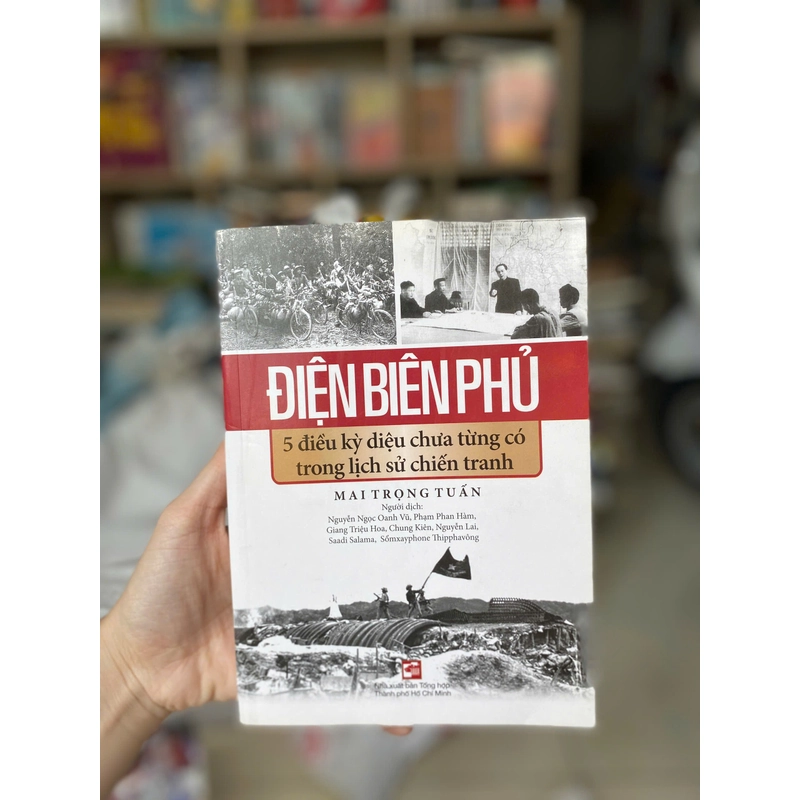 ĐIỆN BIÊN PHỦ
5 điều kỳ diệu chưa từng có
trong lịch sử chiến tranh
MAI TRỌNG TUẤN
Người dịch:
Nguyễn Ngọc Oanh Vũ, Phạm Phan Hàm,
Giang Triệu Hoa, Chung Kiên, Nguyễn Lai,
Saadi Salama, Sốmxayphone Thipphavông
Nhà xuất bản Tổng hợp
Thành phố Hồ Chí Minh